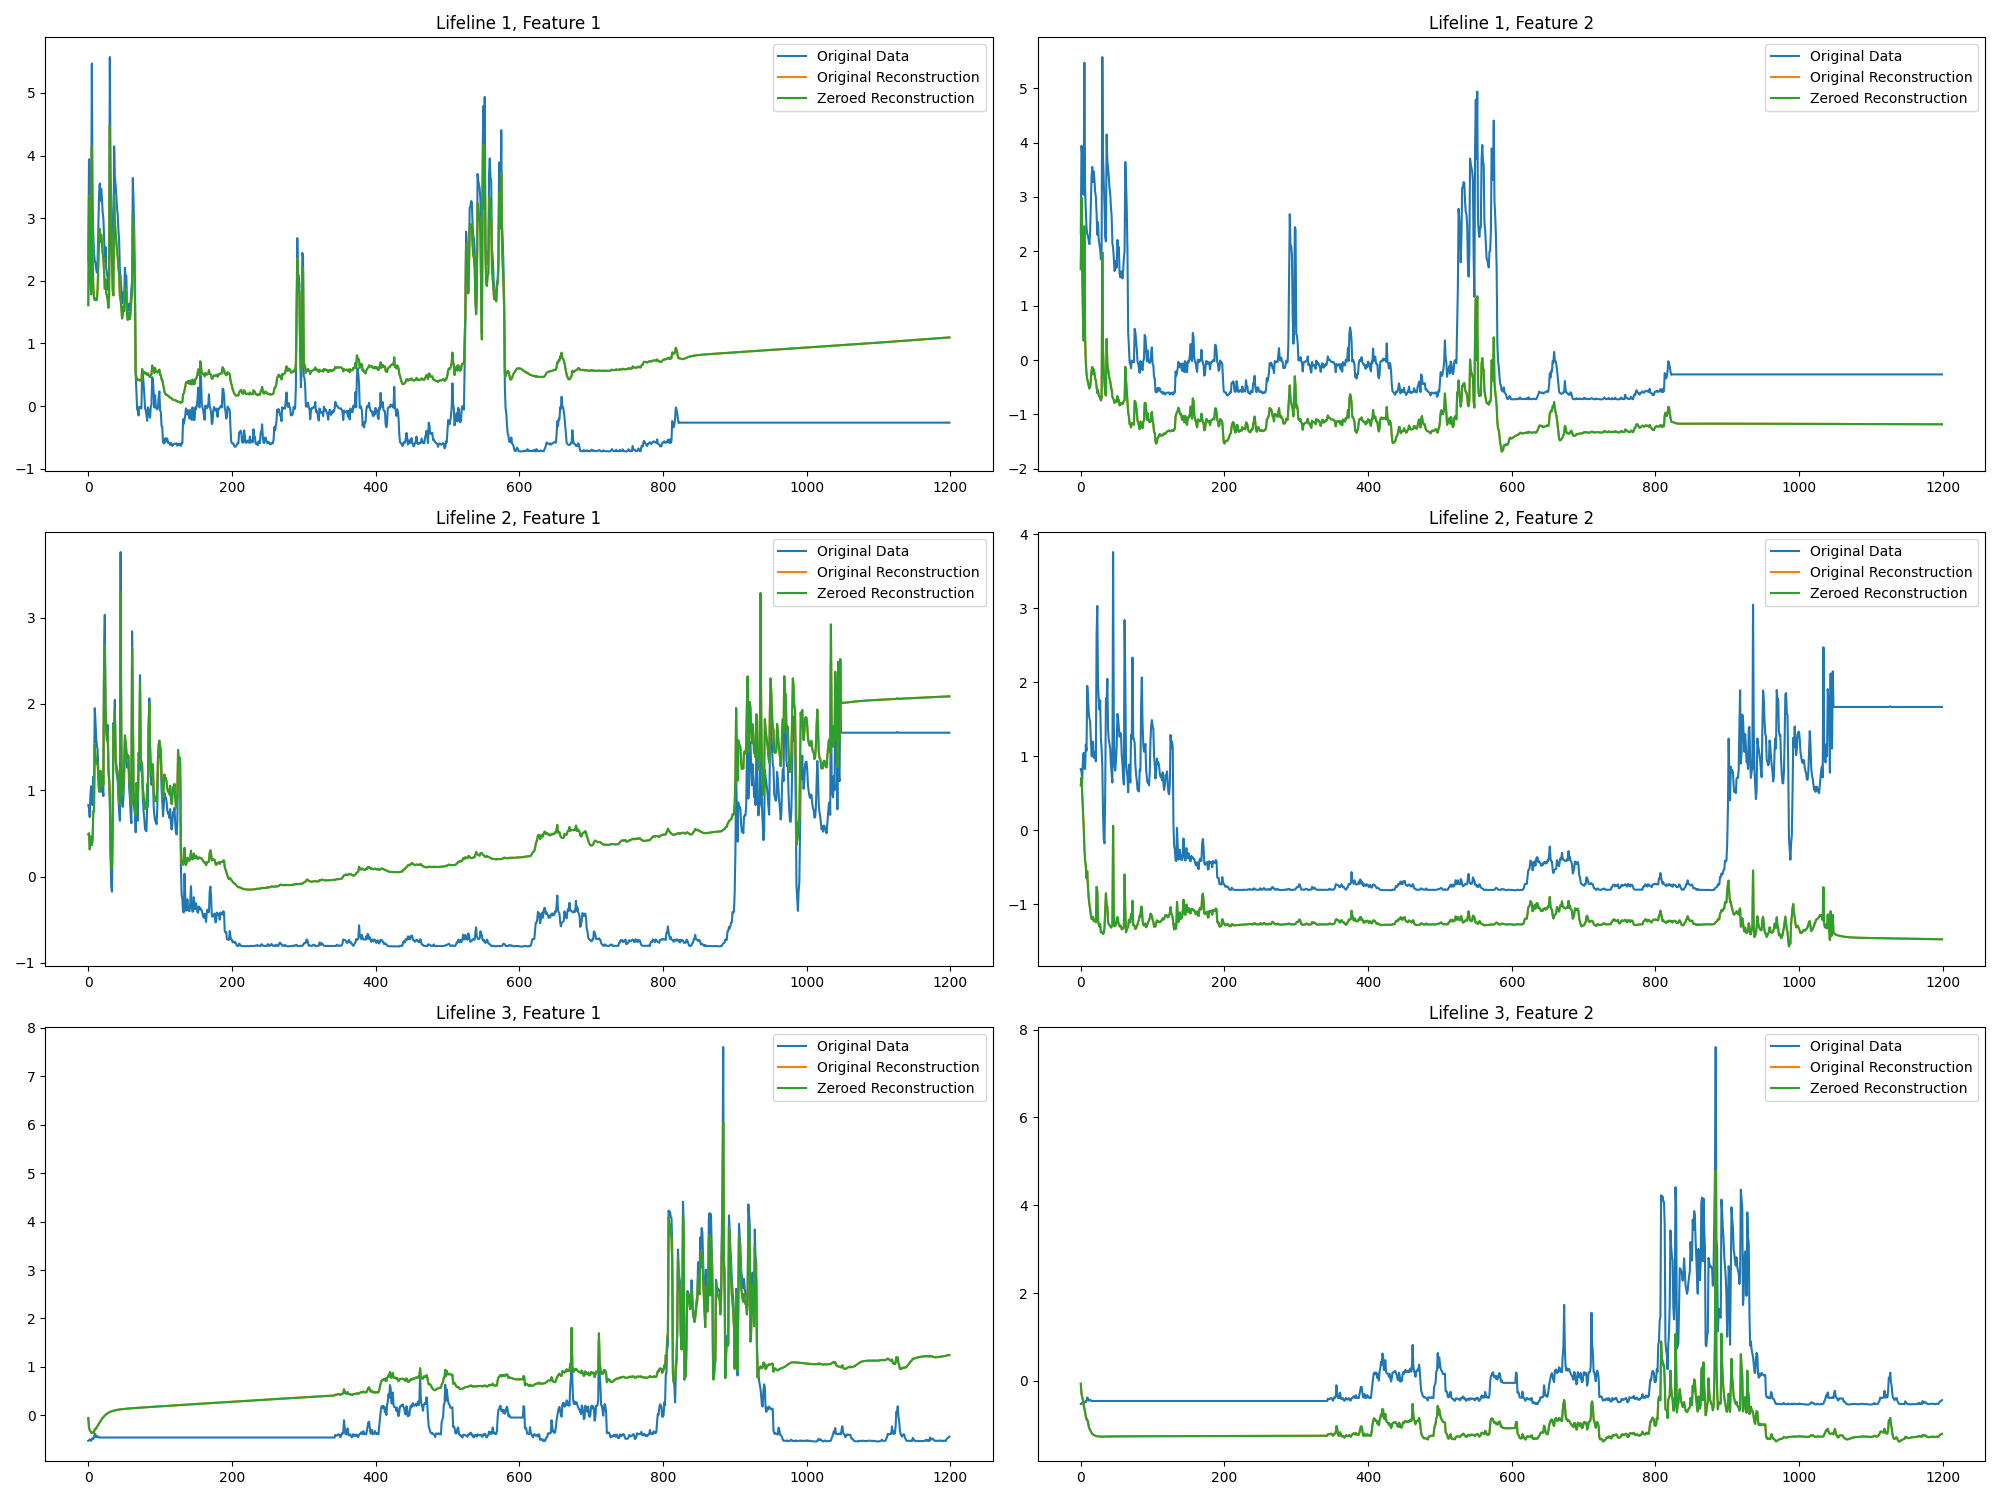 Lifeline 1, Feature 1
Original Data
Original Reconstruction
Zeroed Reconstruction
5
4
3
2
1
0
−1
0 200 400 600 800 1000 1200
Lifeline 1, Feature 2
Original Data
Original Reconstruction
Zeroed Reconstruction
5
4
3
2
1
0
−1
−2
0 200 400 600 800 1000 1200
Lifeline 2, Feature 1
Original Data
Original Reconstruction
Zeroed Reconstruction
3
2
1
0
−1
0 200 400 600 800 1000 1200
Lifeline 2, Feature 2
Original Data
Original Reconstruction
Zeroed Reconstruction
4
3
2
1
0
−1
0 200 400 600 800 1000 1200
Lifeline 3, Feature 1
Original Data
Original Reconstruction
Zeroed Reconstruction
8
7
6
5
4
3
2
1
0
0 200 400 600 800 1000 1200
Lifeline 3, Feature 2
Original Data
Original Reconstruction
Zeroed Reconstruction
8
6
4
2
0
0 200 400 600 800 1000 1200